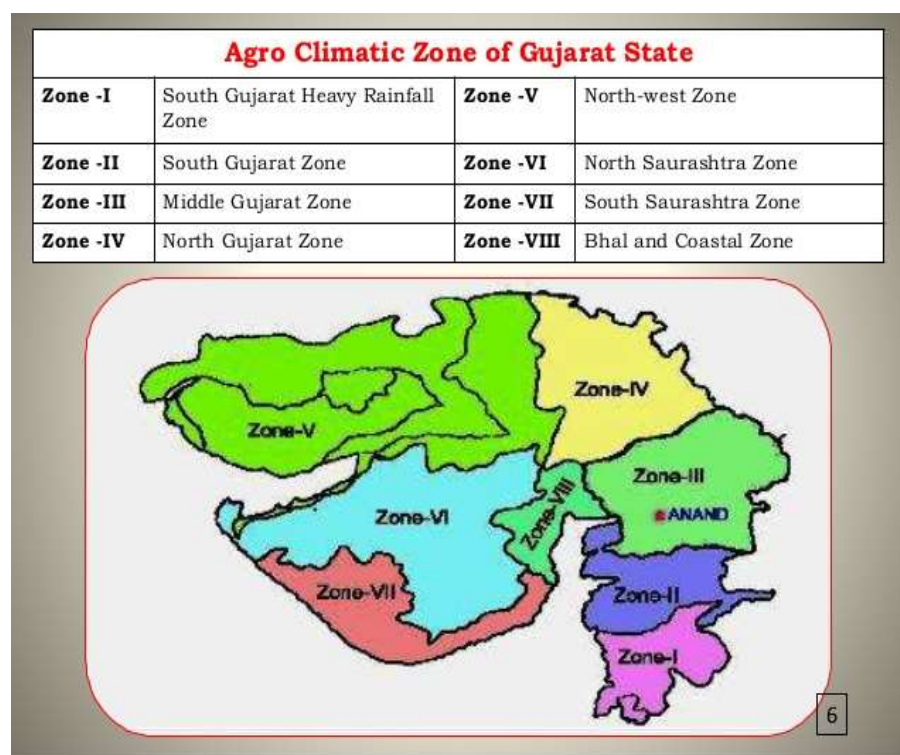 Agro Climatic Zone of Gujarat State
Zone -I South Gujarat Heavy Rainfall Zone -V North-west Zone
Zone
Zone -II South Gujarat Zone Zone -VI North Saurashtra Zone
Zone -III Middle Gujarat Zone Zone -VII South Saurashtra Zone
Zone -IV North Gujarat Zone Zone -VIII Bhal and Coastal Zone
Zone-IV
Zone-V
Zone-III
Zone-VIII
ANAND
Zone-VI
Zone-VII
Zone-II
Zone-I
6